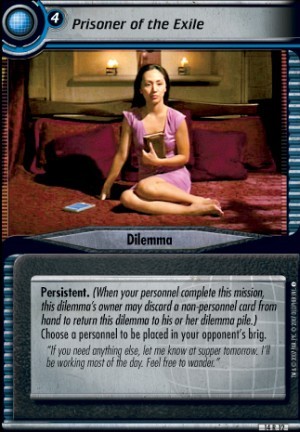 4
Prisoner of the Exile
Dilemma
Persistent. (When your personnel complete this mission,
this dilemma's owner may discard a non-personnel card from
hand to return this dilemma to his or her dilemma pile.)
Choose a personnel to be placed in your opponent's brig.
"If you need anything else, let me know at supper tomorrow. I'll
be working most of the day. Feel free to wander."